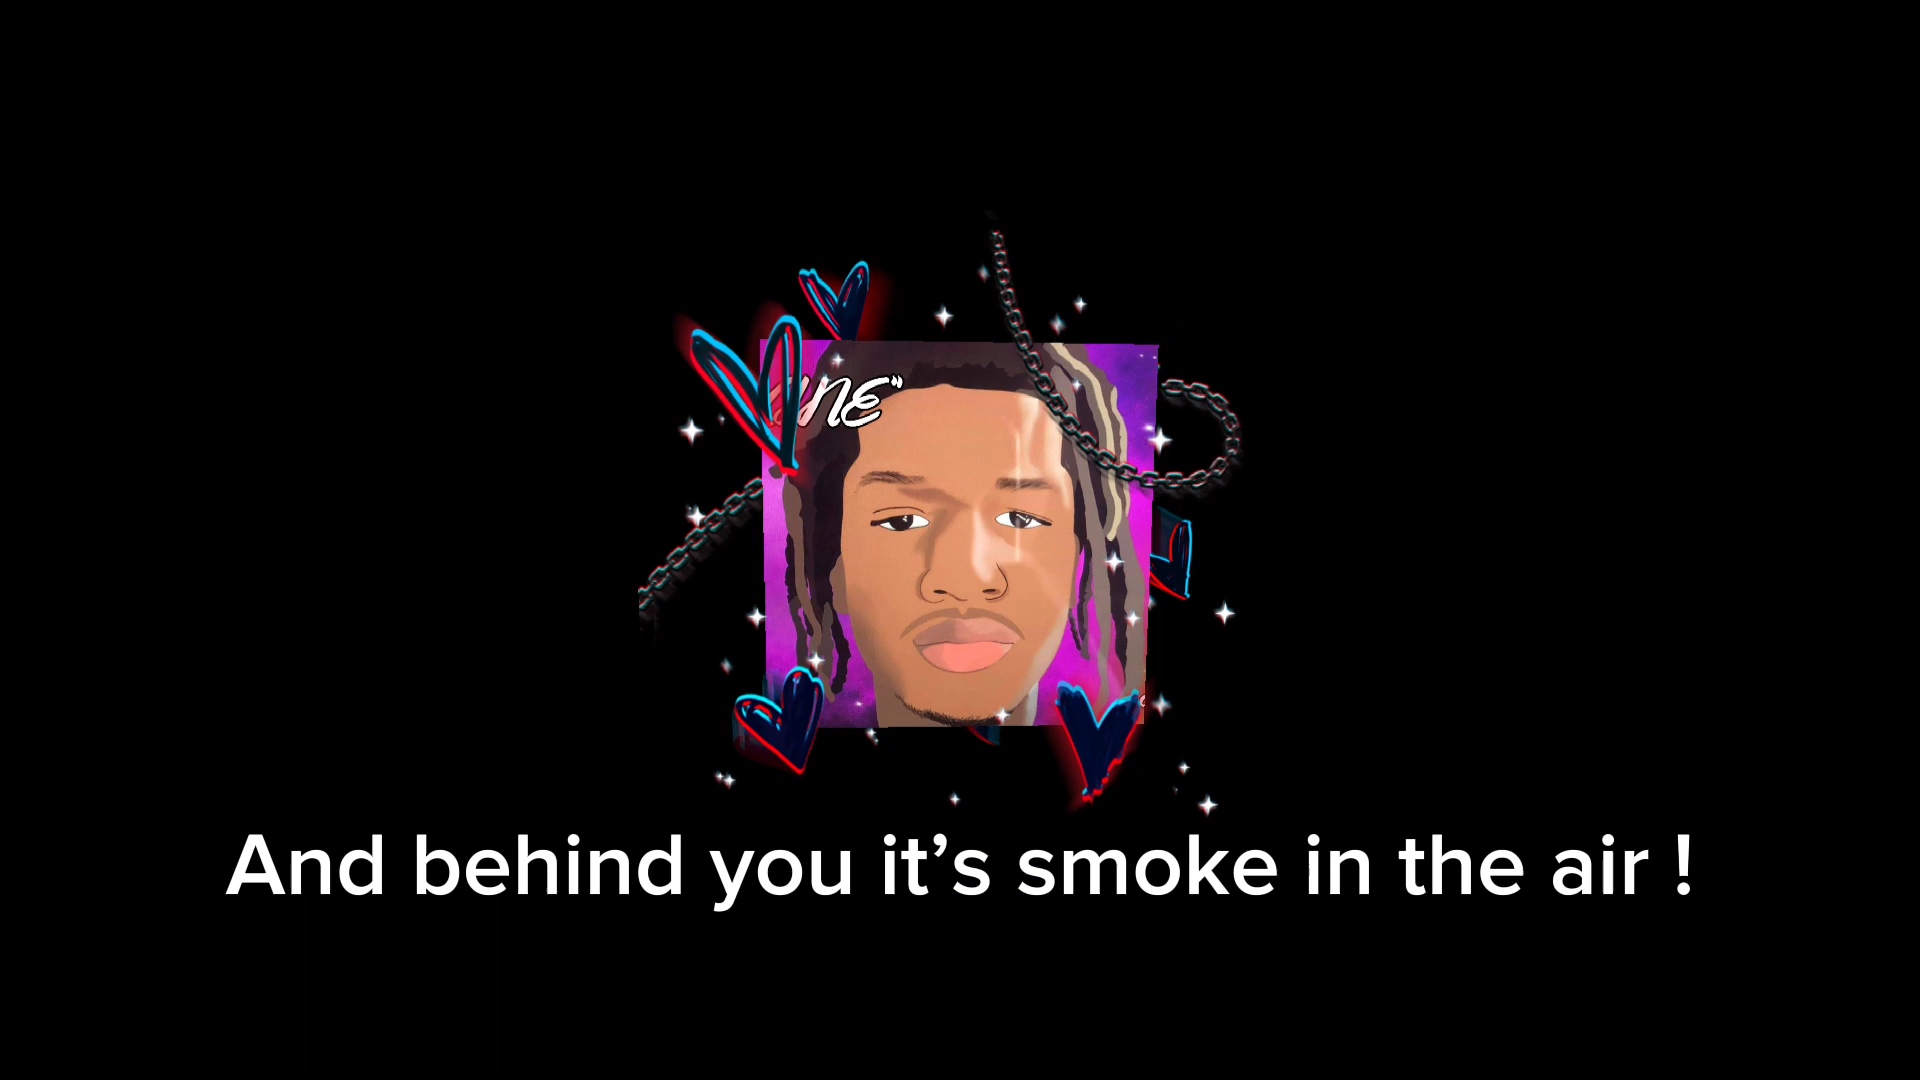 And behind you it’s smoke in the air !